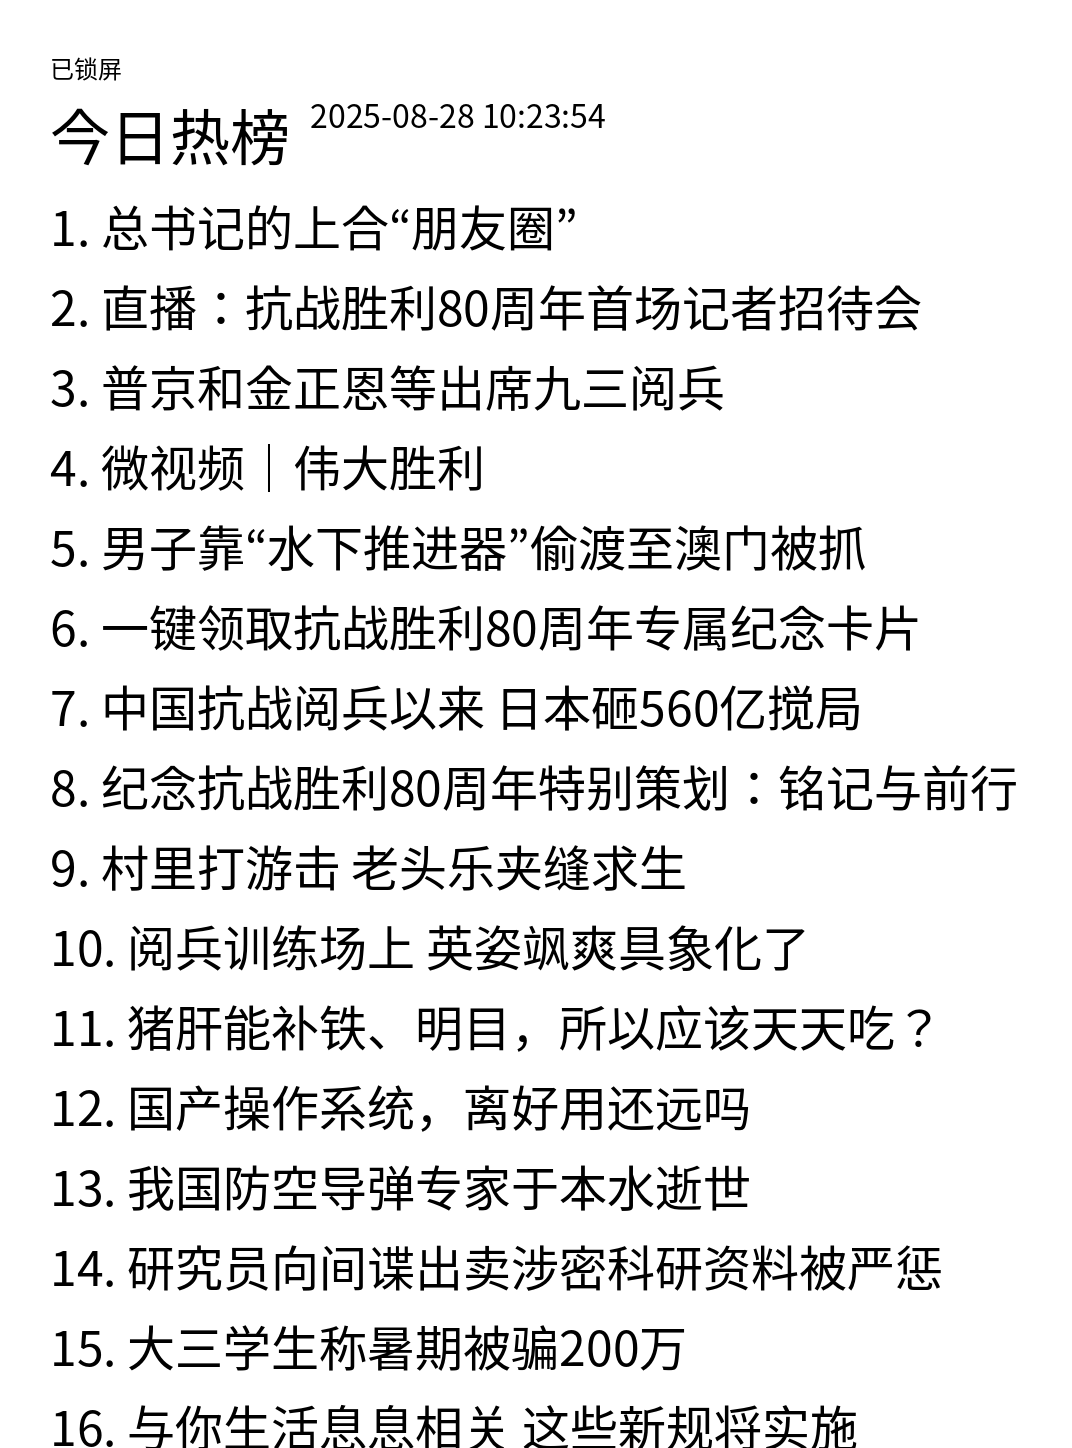 已锁屏
今日热榜 2025-08-28 10:23:54
1. 总书记的上合“朋友圈”
2. 直播：抗战胜利80周年首场记者招待会
3. 普京和金正恩等出席九三阅兵
4. 微视频｜伟大胜利
5. 男子靠“水下推进器”偷渡至澳门被抓
6. 一键领取抗战胜利80周年专属纪念卡片
7. 中国抗战阅兵以来 日本砸560亿搅局
8. 纪念抗战胜利80周年特别策划：铭记与前行
9. 村里打游击 老头乐夹缝求生
10. 阅兵训练场上 英姿飒爽具象化了
11. 猪肝能补铁、明目，所以应该天天吃？
12. 国产操作系统，离好用还远吗
13. 我国防空导弹专家于本水逝世
14. 研究员向间谍出卖涉密科研资料被严惩
15. 大三学生称暑期被骗200万
16. 与你生活息息相关 这些新规将实施